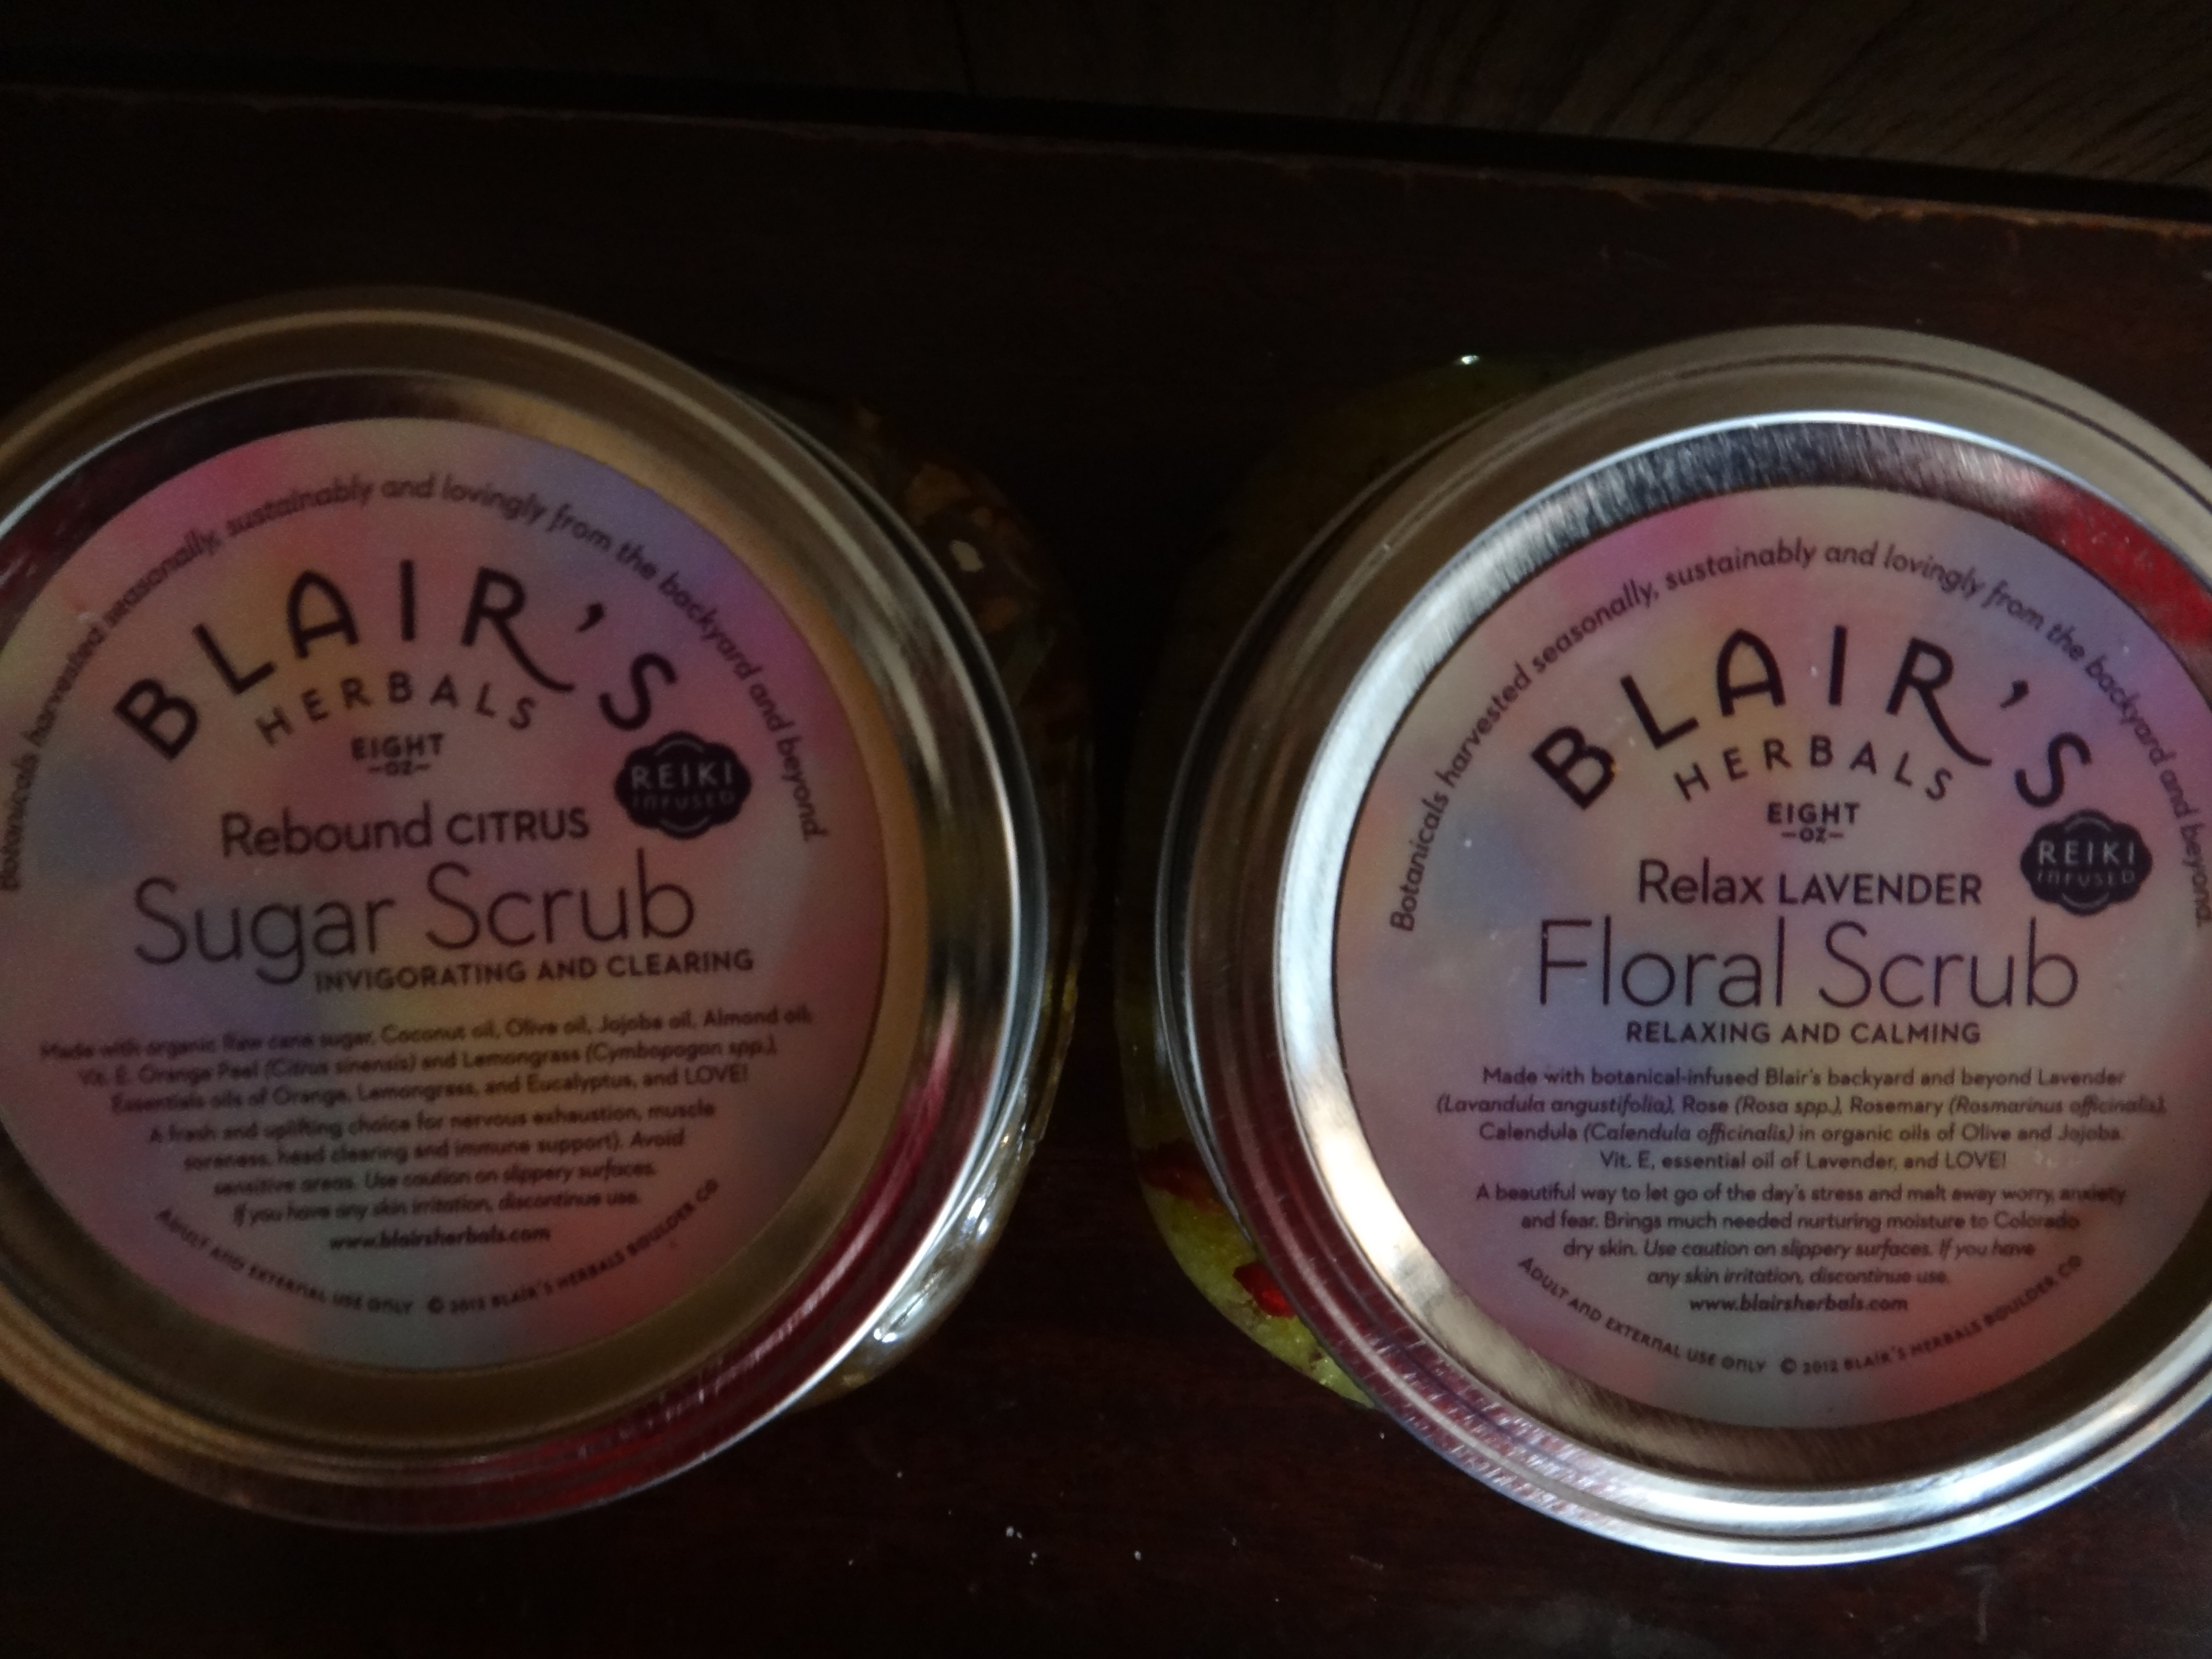 Botanicals harvested seasonally, sustainably and lovingly from the backyard and beyond.
BLAIR'S
HERBALS
EIGHT
-OZ-
REIKI
INFUSED
Rebound CITRUS
Sugar Scrub
INVIGORATING AND CLEARING
Made with organic Raw cane sugar, Coconut oil, Olive oil, Jojoba oil, Almond oil,
Vit. E. Orange Peel (Citrus sinensis) and Lemongrass (Cymbopogon spp.),
Essentials oils of Orange, Lemongrass, and Eucalyptus, and LOVE!
A fresh and uplifting choice for nervous exhaustion, muscle
soreness, head clearing and immune support). Avoid
sensitive areas. Use caution on slippery surfaces.
If you have any skin irritation, discontinue use.
www.blairsherbals.com
ADULT AND EXTERNAL USE ONLY © 2012 BLAIR'S HERBALS BOULDER CO
Botanicals harvested seasonally, sustainably and lovingly from the backyard and beyond.
BLAIR'S
HERBALS
EIGHT
-OZ-
REIKI
INFUSED
Relax LAVENDER
Floral Scrub
RELAXING AND CALMING
Made with botanical-infused Blair's backyard and beyond Lavender
(Lavandula angustifolia), Rose (Rosa spp.), Rosemary (Rosmarinus officinalis),
Calendula (Calendula officinalis) in organic oils of Olive and Jojoba.
Vit. E, essential oil of Lavender, and LOVE!
A beautiful way to let go of the day's stress and melt away worry, anxiety
and fear. Brings much needed nurturing moisture to Colorado
dry skin. Use caution on slippery surfaces. If you have
any skin irritation, discontinue use.
www.blairsherbals.com
ADULT AND EXTERNAL USE ONLY © 2012 BLAIR'S HERBALS BOULDER CO